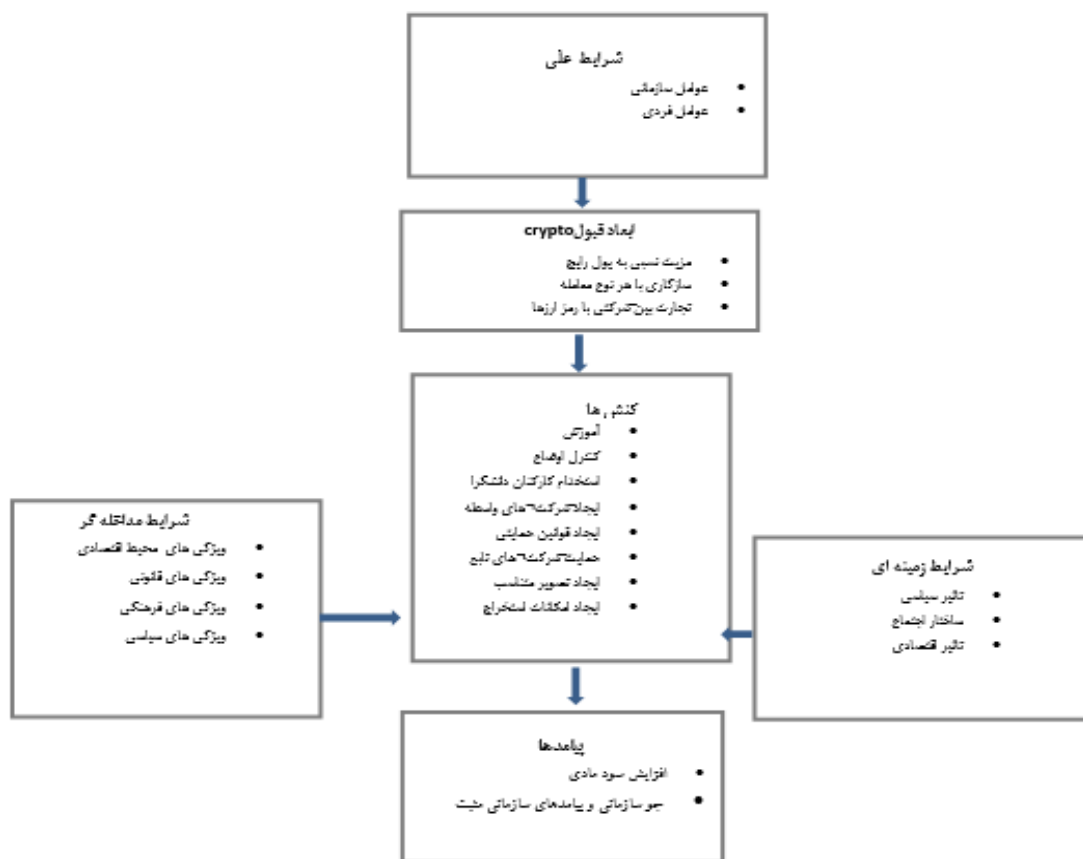 شرایط علّی
• عوامل سازمانی
• عوامل فردی
ابعاد قبول crypto
• مزیت نسبی به پول رایج
• سازگاری با هر نوع معامله
• تجارت بین شرکتی با رمز ارزها
کنش ها
• آموزش
• کنترل اوضاع
• استخدام کارکنان دانشگرا
• ایجاد شرکت های واسطه
• ایجاد قوانین حمایتی
• حمایت شرکت های تابع
• ایجاد تصویر متناسب
• ایجاد امکانات استخراج
شرایط زمینه ای
• تاثیر سیاسی
• ساختار اجتماع
• تاثیر اقتصادی
شرایط مداخله گر
• ویژگی های محیط اقتصادی
• ویژگی های قانونی
• ویژگی های فرهنگی
• ویژگی های سیاسی
پیامدها
• افزایش سود مادی
• جو سازمانی و پیامدهای سازمانی مثبت